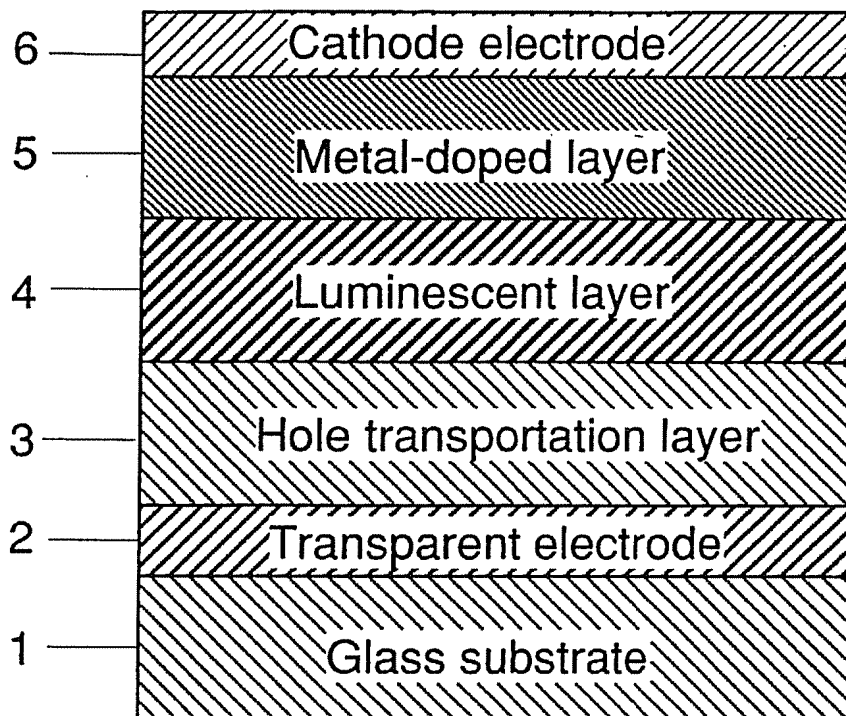 6 Cathode electrode
5 Metal-doped layer
4 Luminescent layer
3 Hole transportation layer
2 Transparent electrode
1 Glass substrate